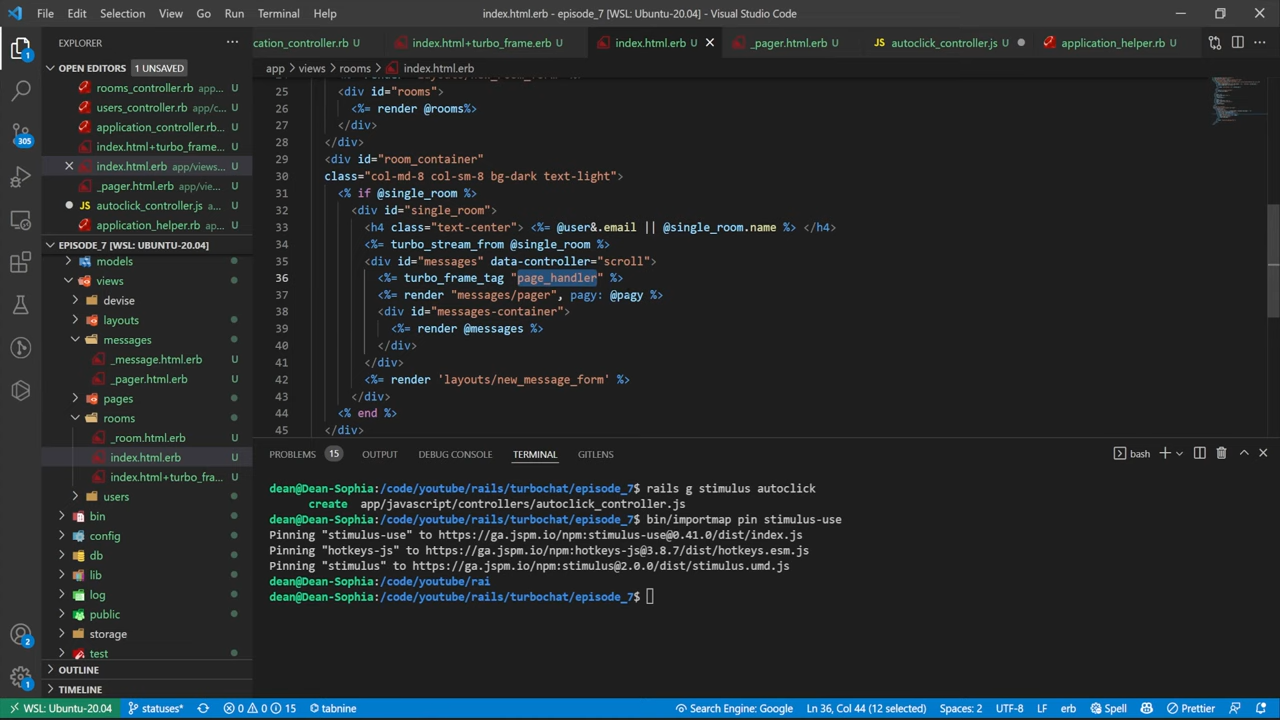 File Edit Selection View Go Run Terminal Help
index.html.erb - episode_7 [WSL: Ubuntu-20.04] - Visual Studio Code
EXPLORER
cation_controller.rb U
index.html+turbo_frame.erb U
index.html.erb U
_pager.html.erb U
autoclick_controller.js U
application_helper.rb U
OPEN EDITORS 1 UNSAVED
rooms_controller.rb app... U
users_controller.rb app/c... U
application_controller.rb... U
index.html+turbo_frame... U
index.html.erb app/views... U
_pager.html.erb app/vie... U
autoclick_controller.js U
application_helper.rb U
EPISODE_7 [WSL: UBUNTU-20.04]
models
views
devise
layouts
messages
_message.html.erb U
_pager.html.erb U
pages
rooms
_room.html.erb U
index.html.erb U
index.html+turbo_fra... U
users
bin
config
db
lib
log
public
storage
test
OUTLINE
TIMELINE
305
2
1
1
app > views > rooms > index.html.erb
25 <div id="rooms">
26 <%= render @rooms%>
27 </div>
28 </div>
29 <div id="room_container"
30 class="col-md-8 col-sm-8 bg-dark text-light">
31 <% if @single_room %>
32 <div id="single_room">
33 <h4 class="text-center"> <%= @user&.email || @single_room.name %> </h4>
34 <%= turbo_stream_from @single_room %>
35 <div id="messages" data-controller="scroll">
36 <%= turbo_frame_tag "page_handler" %>
37 <%= render "messages/pager", pagy: @pagy %>
38 <div id="messages-container">
39 <%= render @messages %>
40 </div>
41 </div>
42 <%= render 'layouts/new_message_form' %>
43 </div>
44 <% end %>
45 </div>
PROBLEMS 15 OUTPUT DEBUG CONSOLE TERMINAL GITLENS
bash
dean@Dean-Sophia:/code/youtube/rails/turbochat/episode_7$ rails g stimulus autoclick
create app/javascript/controllers/autoclick_controller.js
dean@Dean-Sophia:/code/youtube/rails/turbochat/episode_7$ bin/importmap pin stimulus-use
Pinning "stimulus-use" to https://ga.jspm.io/npm:stimulus-use@0.41.0/dist/index.js
Pinning "hotkeys-js" to https://ga.jspm.io/npm:hotkeys-js@3.8.7/dist/hotkeys.esm.js
Pinning "stimulus" to https://ga.jspm.io/npm:stimulus@2.0.0/dist/stimulus.umd.js
dean@Dean-Sophia:/code/youtube/rai
dean@Dean-Sophia:/code/youtube/rails/turbochat/episode_7$
WSL: Ubuntu-20.04 statuses* 0 0 15 tabnine
Search Engine: Google Ln 36, Col 44 (12 selected) Spaces: 2 UTF-8 LF erb Spell Prettier